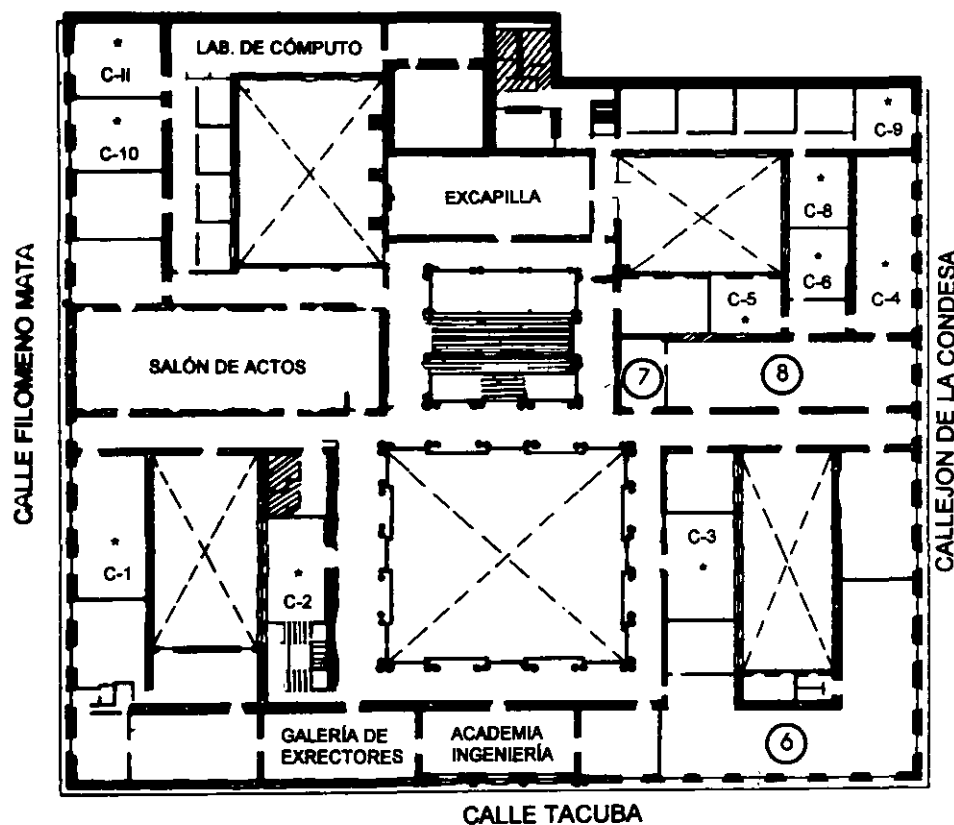 LAB. DE CÓMPUTO
C-11
C-10
C-9
EXCAPILLA
C-8
C-6
C-5
C-4
SALÓN DE ACTOS
7
8
CALLE FILOMENO MATA
CALLEJON DE LA CONDESA
C-1
C-2
C-3
GALERÍA DE
EXRECTORES
ACADEMIA
INGENIERÍA
6
CALLE TACUBA